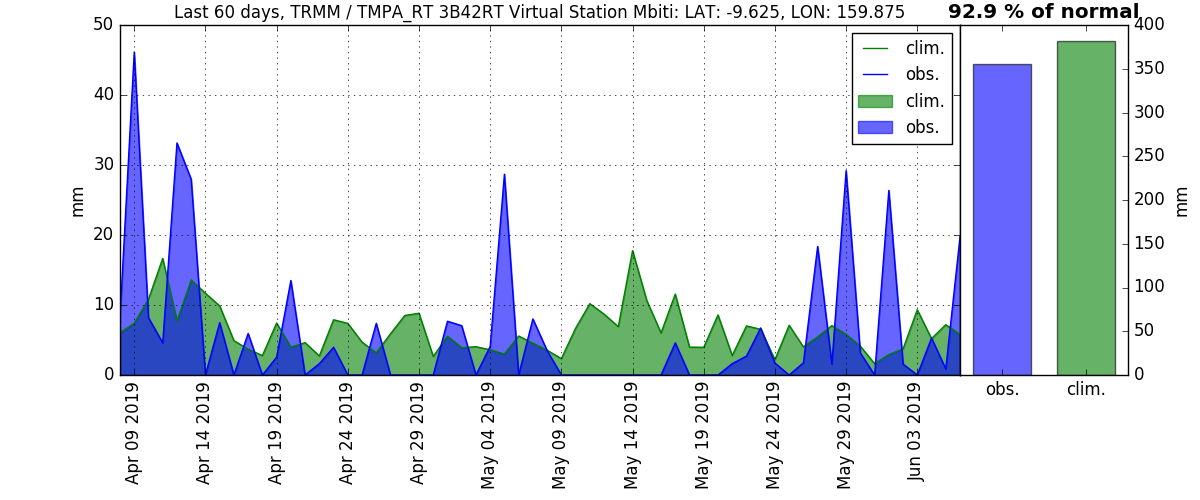 Last 60 days, TRMM / TMPA_RT 3B42RT Virtual Station Mbiti: LAT: -9.625, LON: 159.875
92.9 % of normal
50
40
30
20
10
0
mm
clim.
obs.
clim.
obs.
400
350
300
250
200
150
100
50
0
mm
obs.
clim.
Apr 09 2019
Apr 14 2019
Apr 19 2019
Apr 24 2019
Apr 29 2019
May 04 2019
May 09 2019
May 14 2019
May 19 2019
May 24 2019
May 29 2019
Jun 03 2019